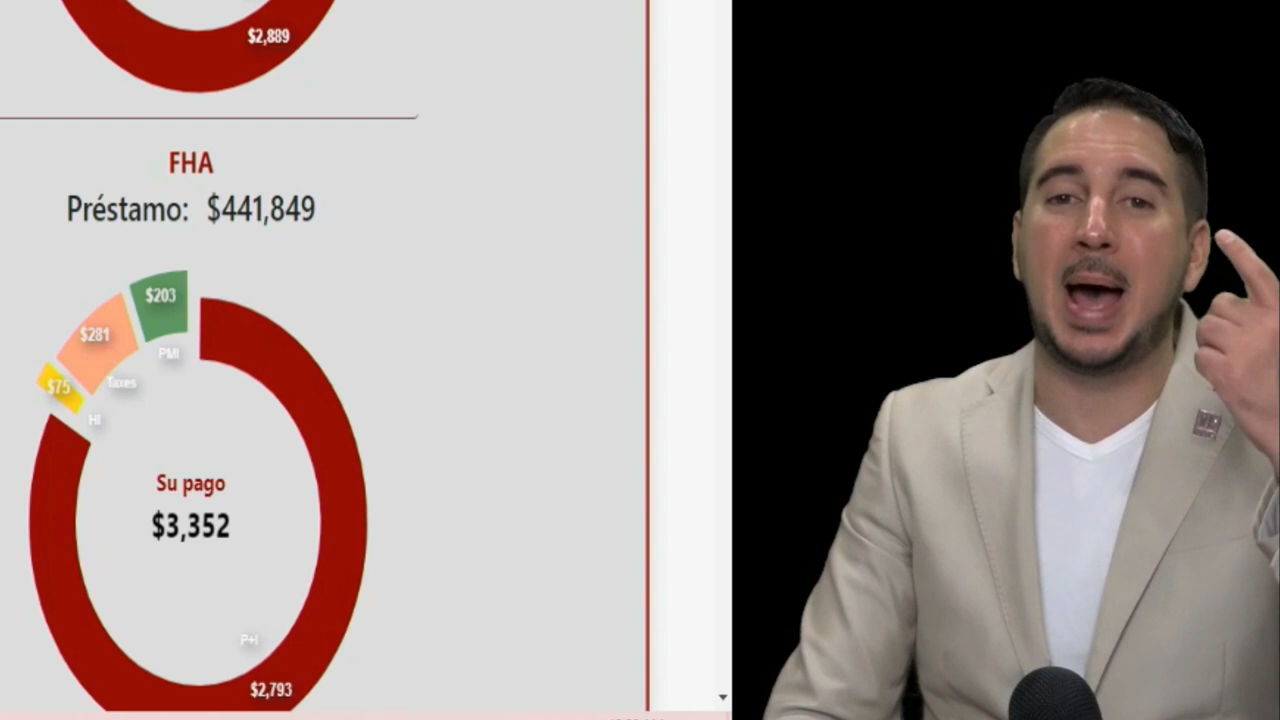 $2,889
FHA
Préstamo: $441,849
$203
$281
PMI
$75
Taxes
HI
Su pago
$3,352
P+I
$2,793